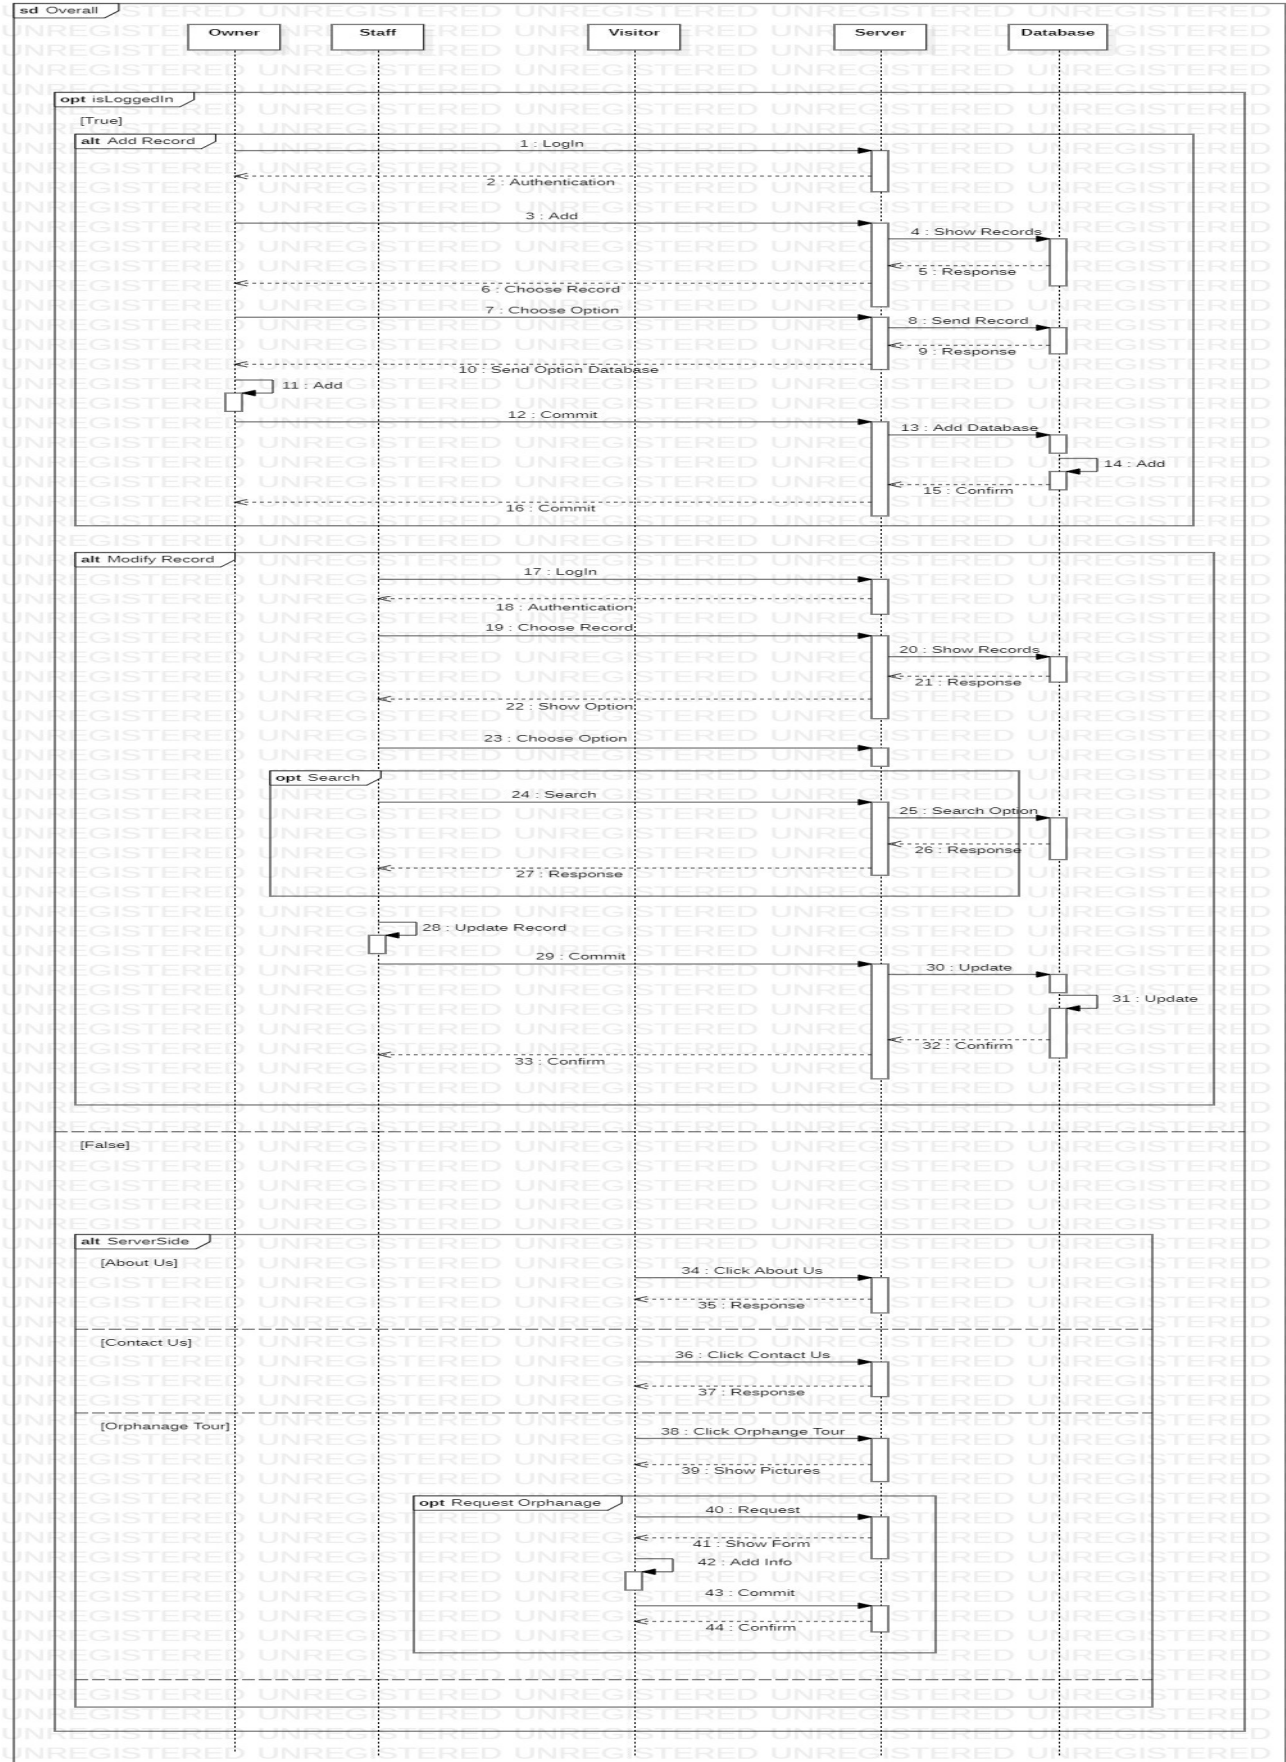 sd Overall
Owner Staff Visitor Server Database
opt isLoggedIn
[True]
alt Add Record
1 : LogIn
2 : Authentication
3 : Add
4 : Show Records
5 : Response
6 : Choose Record
7 : Choose Option
8 : Send Record
9 : Response
10 : Send Option Database
11 : Add
12 : Commit
13 : Add Database
14 : Add
15 : Confirm
16 : Commit
alt Modify Record
17 : LogIn
18 : Authentication
19 : Choose Record
20 : Show Records
21 : Response
22 : Show Option
23 : Choose Option
opt Search
24 : Search
25 : Search Option
26 : Response
27 : Response
28 : Update Record
29 : Commit
30 : Update
31 : Update
32 : Confirm
33 : Confirm
[False]
alt ServerSide
[About Us]
34 : Click About Us
35 : Response
[Contact Us]
36 : Click Contact Us
37 : Response
[Orphanage Tour]
38 : Click Orphange Tour
39 : Show Pictures
opt Request Orphanage
40 : Request
41 : Show Form
42 : Add Info
43 : Commit
44 : Confirm
UNREGISTERED